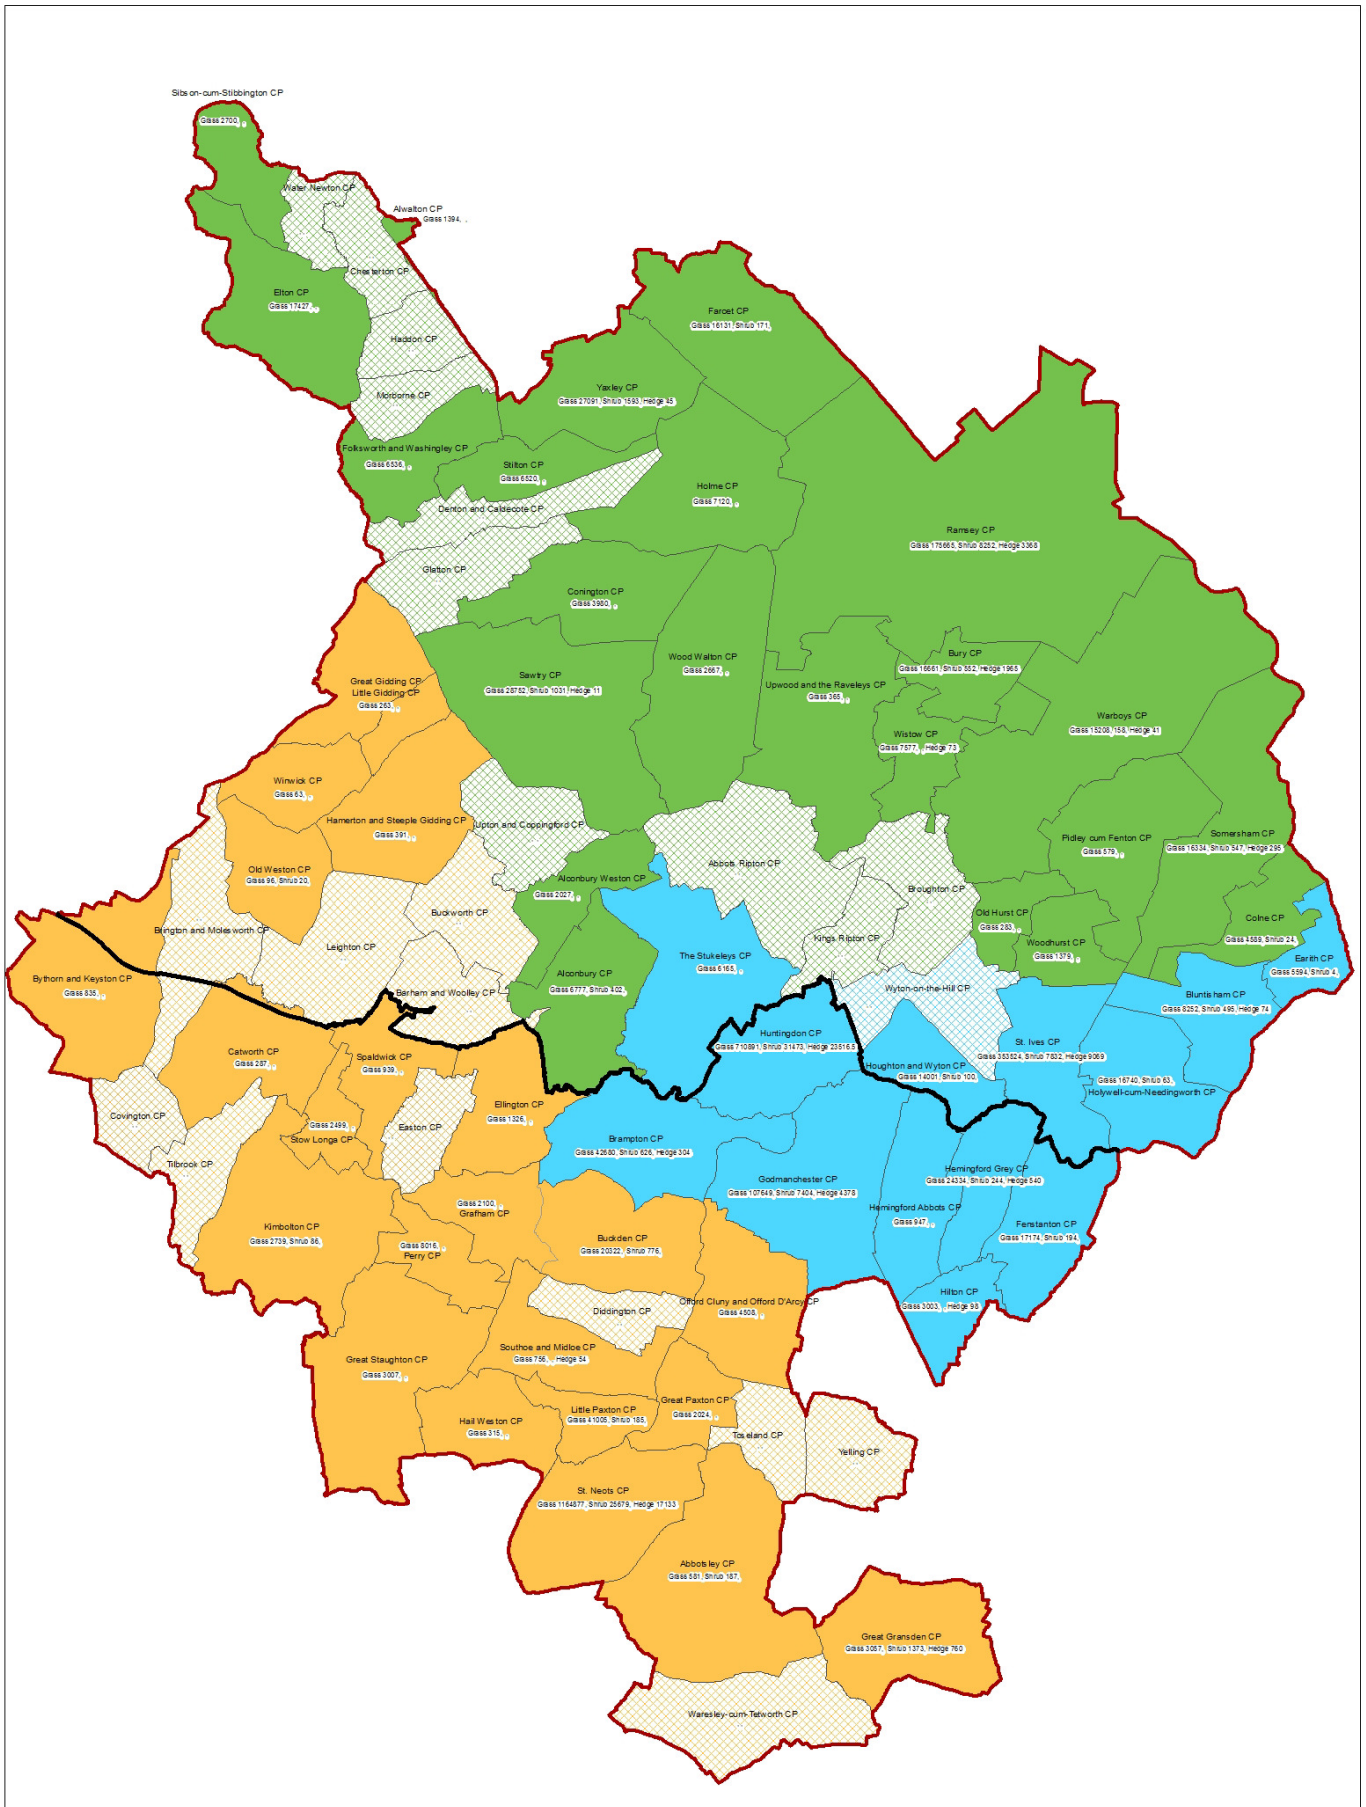 Sibson-cum-Stibbington CP
Grass 2700, ,
Water Newton CP
Alwalton CP
Grass 1394, ,
Chesterton CP
Elton CP
Grass 17427, ,
Farcet CP
Grass 16131, Shrub 171,
Haddon CP
Yaxley CP
Grass 27091, Shrub 1593, Hedge 45
Morborne CP
Folksworth and Washingley CP
Grass 6536, ,
Stilton CP
Grass 6520, ,
Holme CP
Grass 7120, ,
Denton and Caldecote CP
Ramsey CP
Grass 175665, Shrub 8252, Hedge 3368
Glatton CP
Conington CP
Grass 3980, ,
Wood Walton CP
Grass 2667, ,
Bury CP
Grass 16661, Shrub 552, Hedge 1965
Sawtry CP
Grass 28752, Shrub 1031, Hedge 11
Upwood and the Raveleys CP
Grass 365, ,
Great Gidding CP
Little Gidding CP
Grass 263, ,
Warboys CP
Grass 15208, 158, Hedge 41
Wistow CP
Grass 7577, , Hedge 73
Winwick CP
Grass 63, ,
Hamerton and Steeple Gidding CP
Grass 391, ,
Upton and Coppingford CP
Pidley cum Fenton CP
Grass 579, ,
Somersham CP
Grass 16334, Shrub 547, Hedge 295
Old Weston CP
Grass 96, Shrub 20,
Abbots Ripton CP
Alconbury Weston CP
Grass 2027, ,
Broughton CP
Buckworth CP
Old Hurst CP
Grass 283, ,
Colne CP
Grass 4589, Shrub 24,
Brington and Molesworth CP
Leighton CP
Kings Ripton CP
Woodhurst CP
Grass 1379, ,
The Stukeleys CP
Grass 6165, ,
Earith CP
Grass 5594, Shrub 4,
Bythorn and Keyston CP
Grass 835, ,
Alconbury CP
Grass 6777, Shrub 402,
Barham and Woolley CP
Wyton-on-the-Hill CP
Bluntisham CP
Grass 8252, Shrub 495, Hedge 74
Huntingdon CP
Grass 710891, Shrub 31473, Hedge 23516.5
St. Ives CP
Grass 353524, Shrub 7832, Hedge 9069
Catworth CP
Grass 287, ,
Spaldwick CP
Grass 939, ,
Houghton and Wyton CP
Grass 14001, Shrub 100,
Grass 16740, Shrub 63,
Holywell-cum-Needingworth CP
Covington CP
Ellington CP
Grass 1326, ,
Grass 2499, ,
Stow Longa CP
Easton CP
Brampton CP
Grass 42680, Shrub 626, Hedge 304
Tilbrook CP
Hemingford Grey CP
Grass 24334, Shrub 244, Hedge 540
Godmanchester CP
Grass 107649, Shrub 7404, Hedge 4378
Grass 2100, ,
Grafham CP
Hemingford Abbots CP
Grass 947, ,
Kimbolton CP
Grass 2739, Shrub 86,
Fenstanton CP
Grass 17174, Shrub 194,
Buckden CP
Grass 20322, Shrub 776,
Grass 8016, ,
Perry CP
Hilton CP
Grass 3003, , Hedge 98
Offord Cluny and Offord D'Arcy CP
Grass 4508, ,
Diddington CP
Southoe and Midloe CP
Grass 756, , Hedge 54
Great Staughton CP
Grass 3007, ,
Great Paxton CP
Grass 2024, ,
Little Paxton CP
Grass 41005, Shrub 185,
Hail Weston CP
Grass 315, ,
Toseland CP
Yelling CP
St. Neots CP
Grass 1164877, Shrub 25679, Hedge 17133
Abbotsley CP
Grass 581, Shrub 187,
Great Gransden CP
Grass 3057, Shrub 1373, Hedge 760
Waresley-cum-Tetworth CP